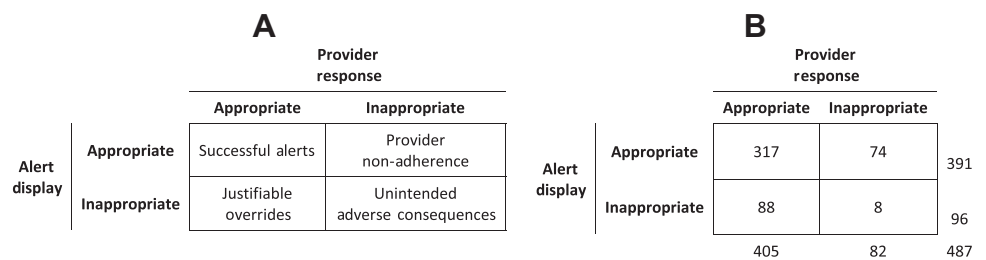 A
Provider
response
Appropriate Inappropriate
Alert
display
Appropriate
Successful alerts
Provider
non-adherence
Inappropriate
Justifiable
overrides
Unintended
adverse consequences
B
Provider
response
Appropriate Inappropriate
Alert
display
Appropriate 317 74 391
Inappropriate 88 8 96
405 82 487